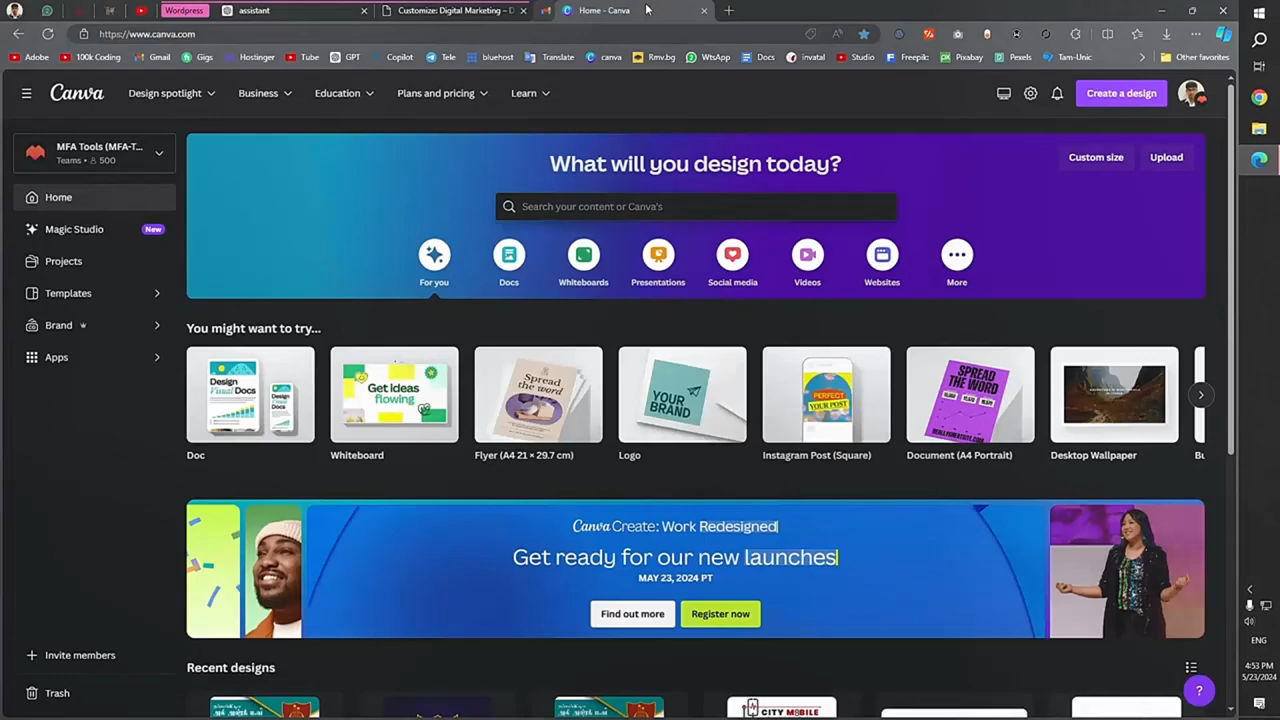 Wordpress
assistant
Customize: Digital Marketing – D
Home - Canva
https://www.canva.com
Adobe
100k Coding
Gmail
Gigs
Hostinger
Tube
GPT
Copilot
Tele
bluehost
Translate
canva
Rmv.bg
WtsApp
Docs
invatal
Studio
Freepik:
Pixabay
Pexels
Tam-Unic
Other favorites
Canva
Design spotlight
Business
Education
Plans and pricing
Learn
Create a design
MFA Tools (MFA-T...
Teams • 500
Home
Magic Studio
New
Projects
Templates
Brand
Apps
Invite members
Trash
What will you design today?
Custom size
Upload
Search your content or Canva's
For you
Docs
Whiteboards
Presentations
Social media
Videos
Websites
More
You might want to try...
Design
Visual Docs
Get ideas
flowing
Spread
the word
YOUR
BRAND
PERFECT
YOUR POST
SPREAD
THE WORD
Doc
Whiteboard
Flyer (A4 21 × 29.7 cm)
Logo
Instagram Post (Square)
Document (A4 Portrait)
Desktop Wallpaper
Bu
Canva Create: Work Redesigned
Get ready for our new launches
MAY 23, 2024 PT
Find out more
Register now
Recent designs
CITY MOBILE
?
ENG
4:53 PM
5/23/2024